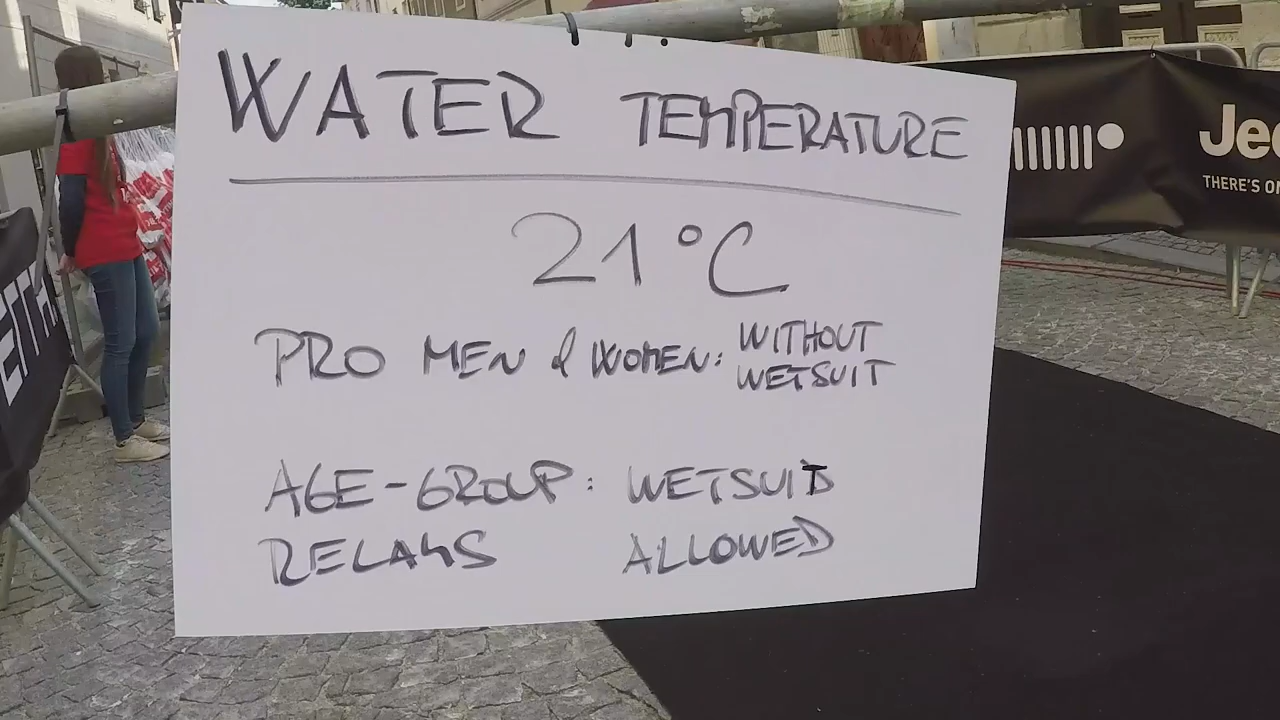 WATER TEMPERATURE
21°C
PRO MEN & WOMEN: WITHOUT
WETSUIT
AGE-GROUP: WETSUIT
RELAYS ALLOWED
Jee
THERE'S ON